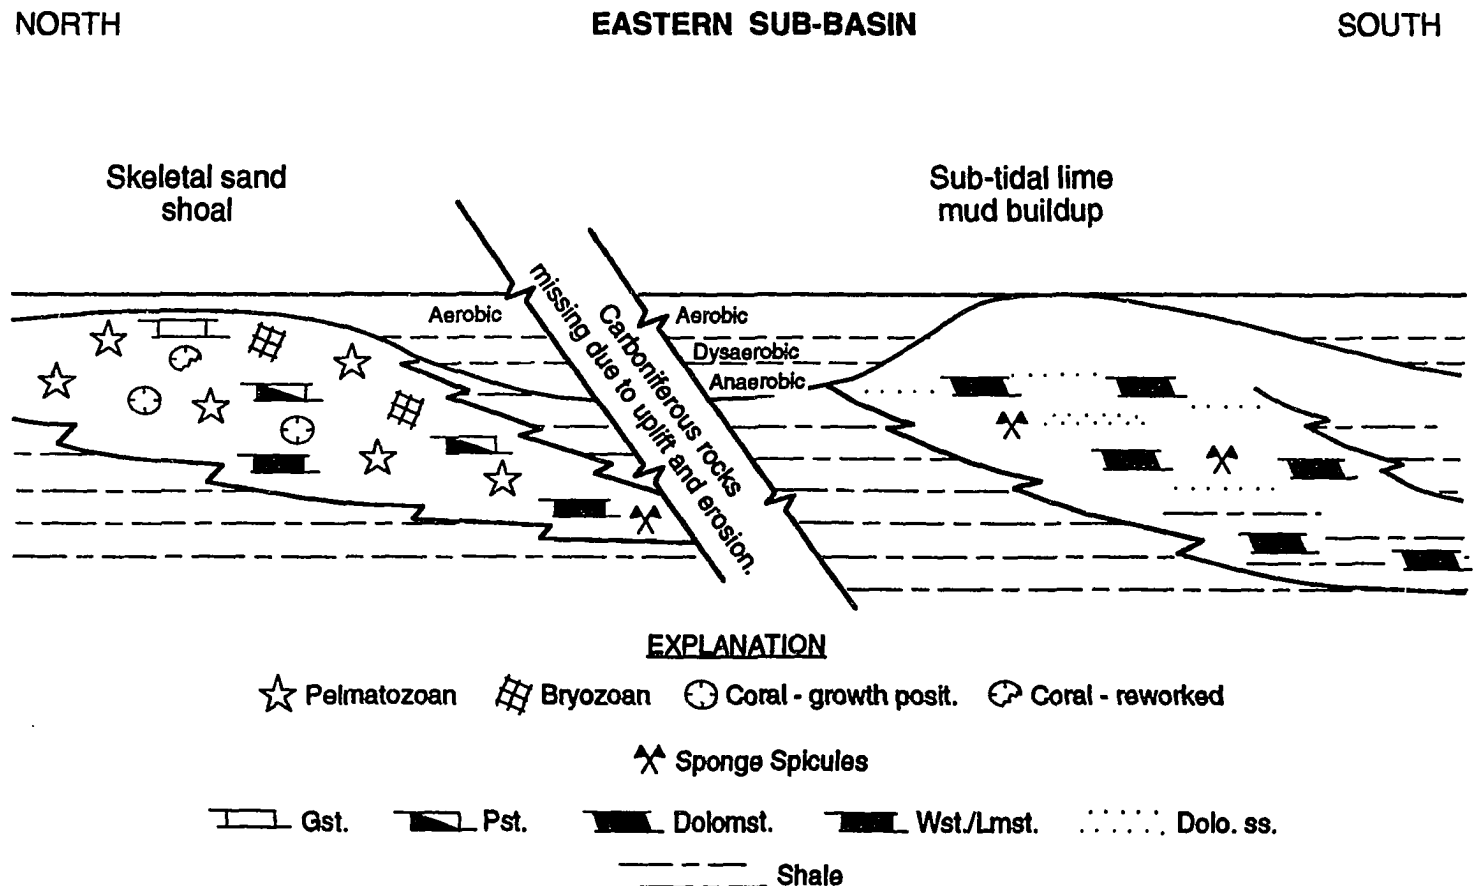 NORTH
EASTERN SUB-BASIN
SOUTH
Skeletal sand
shoal
Sub-tidal lime
mud buildup
Aerobic
Aerobic
Dysaerobic
Anaerobic
Carboniferous rocks
missing due to uplift and erosion.
EXPLANATION
Pelmatozoan
Bryozoan
Coral - growth posit.
Coral - reworked
Sponge Spicules
Gst.
Pst.
Dolomst.
Wst./Lmst.
Dolo. ss.
Shale